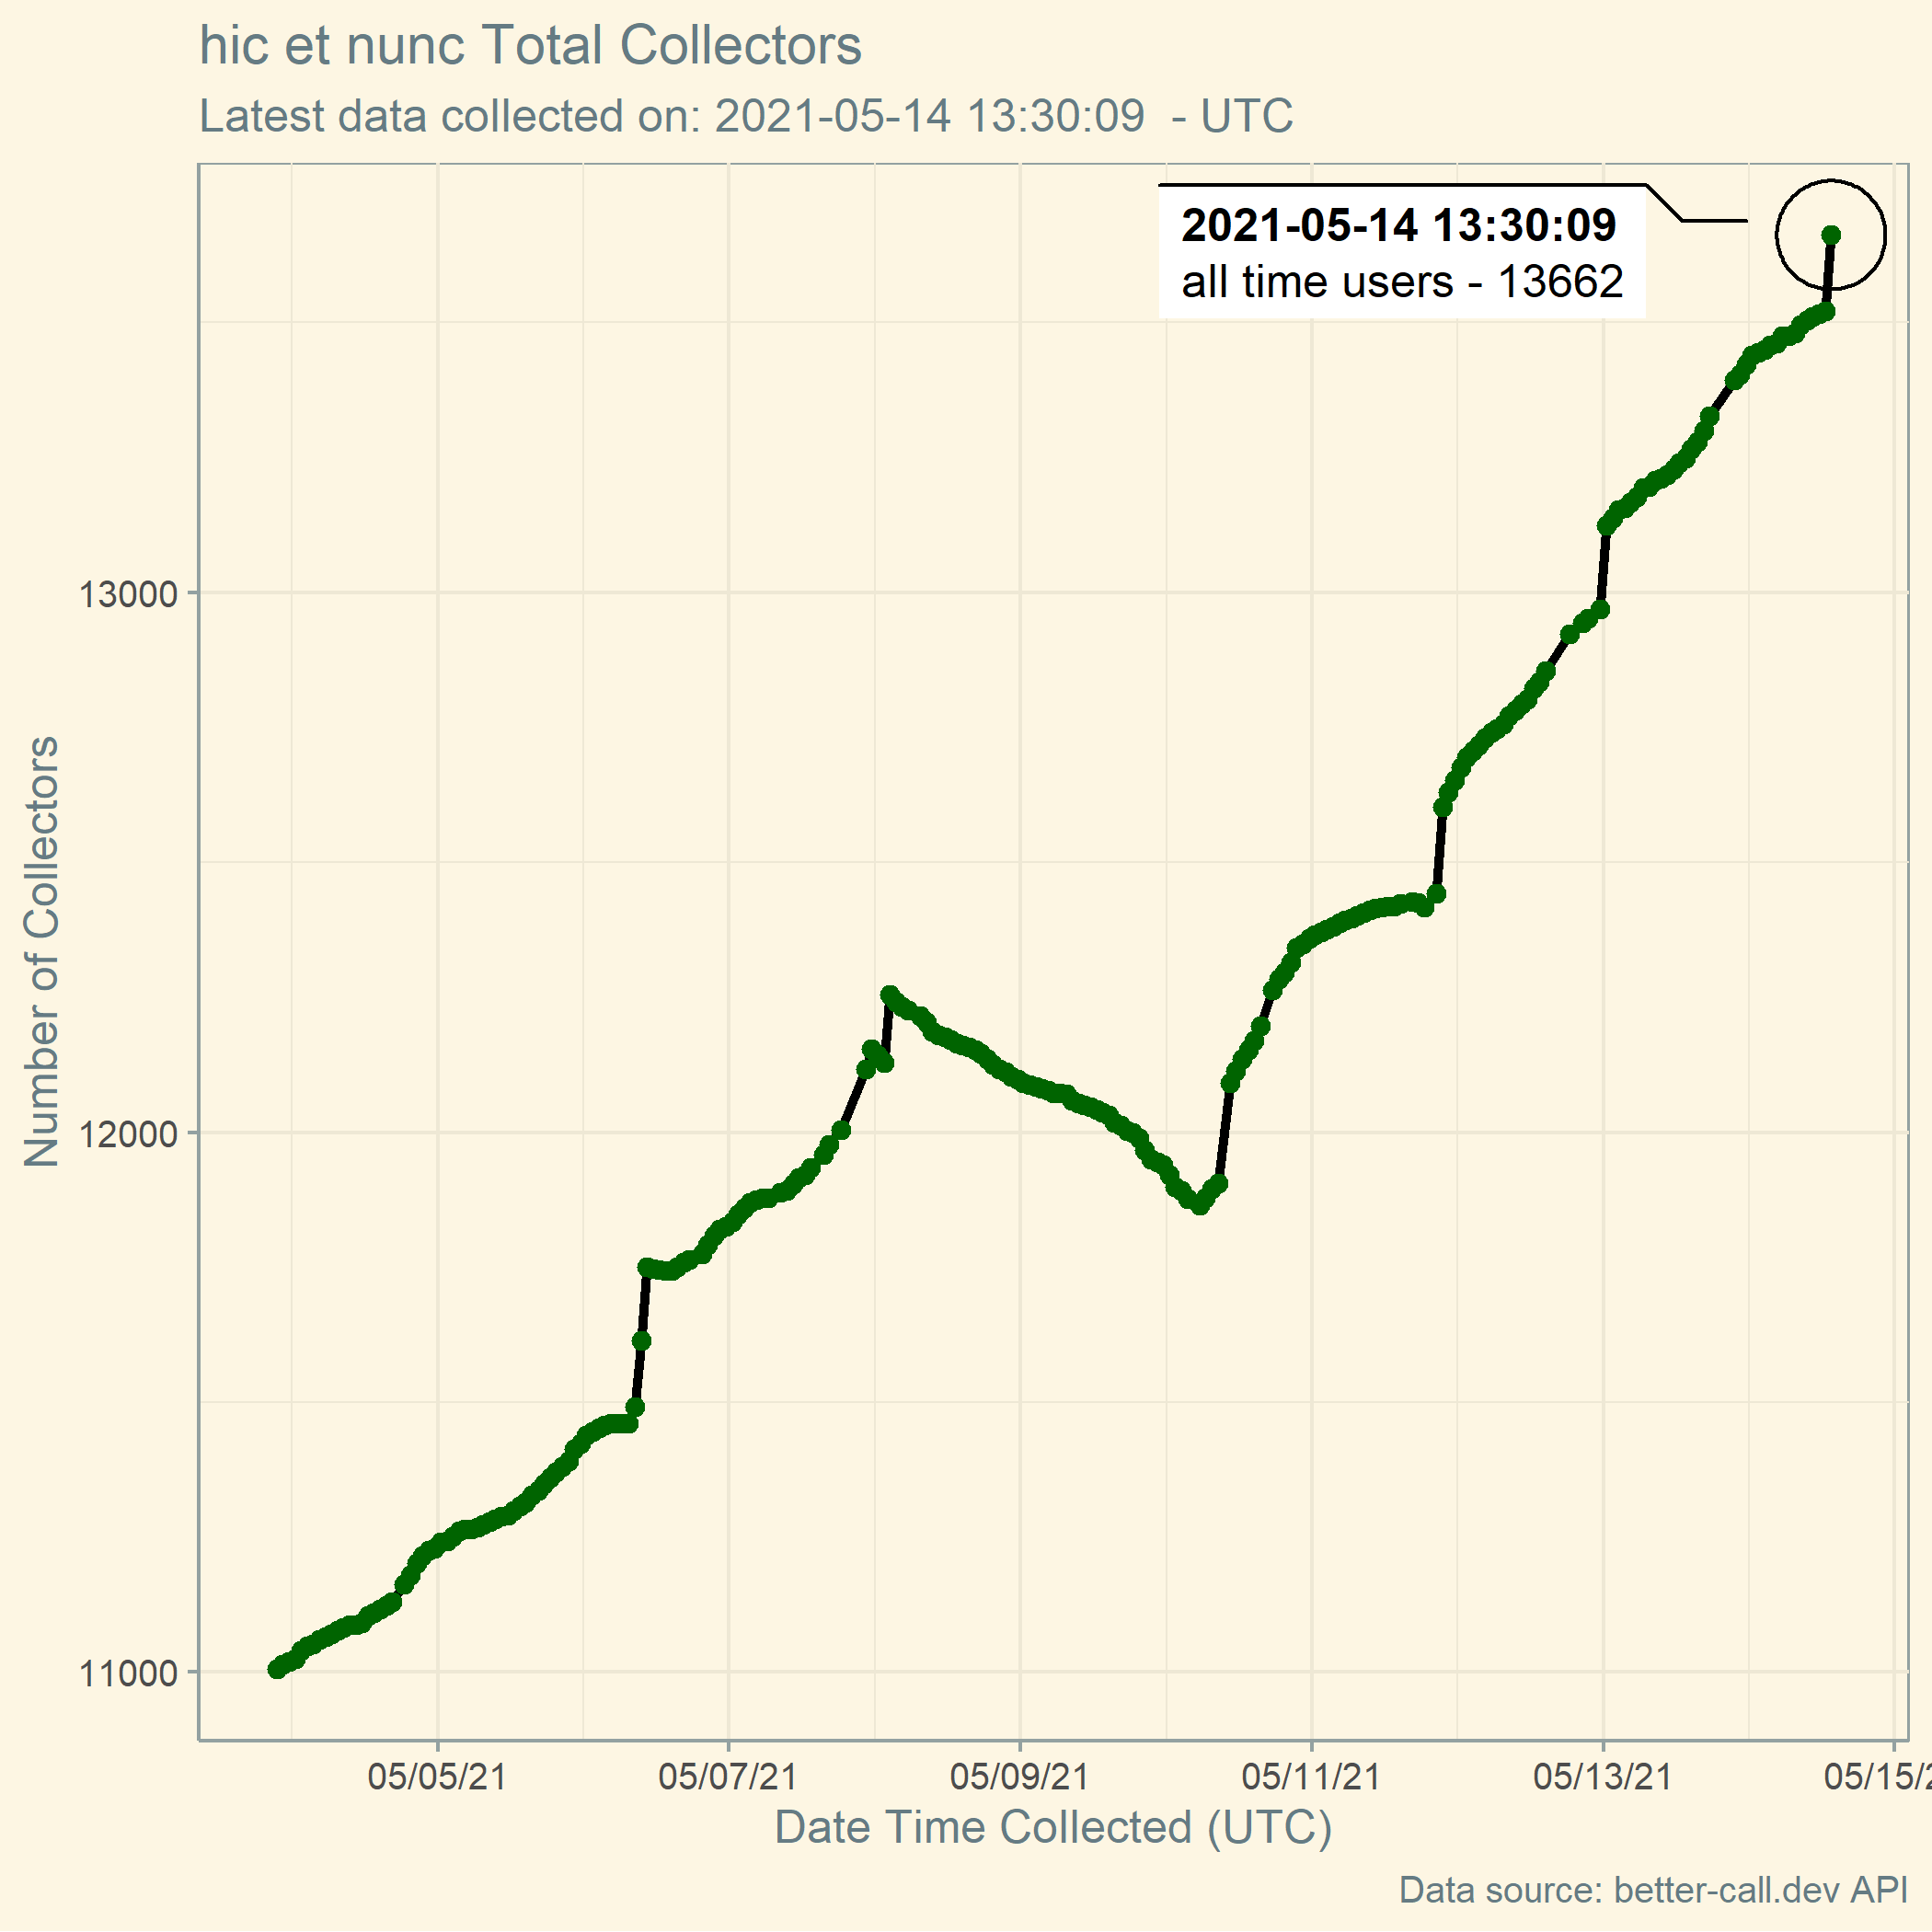 hic et nunc Total Collectors
Latest data collected on: 2021-05-14 13:30:09  - UTC
2021-05-14 13:30:09
all time users - 13662
13000
12000
11000
Number of Collectors
05/05/21
05/07/21
05/09/21
05/11/21
05/13/21
05/15/2
Date Time Collected (UTC)
Data source: better-call.dev API